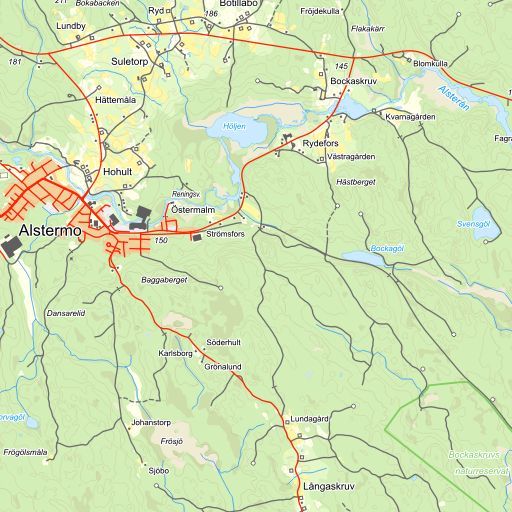 211
Bokabacken
Ryd
186
Botillabo
Fröjdekulla
Lundby
Flakakärr
181
Suletorp
145
Blomkulla
Bockaskruv
Alsterån
Hättemåla
Höljen
Kvarnagården
Rydefors
Fagra
Västragården
Hohult
Reningsv.
Hästberget
Östermalm
Svensgöl
Alstermo
150
Strömsfors
Bockagöl
Baggaberget
Dansarelid
Söderhult
Karlsborg
Grönalund
orvagöl
Lundagård
Johanstorp
Frösjö
Frögölsmåla
Bockaskruvs
naturreservat
Sjöbo
Långaskruv